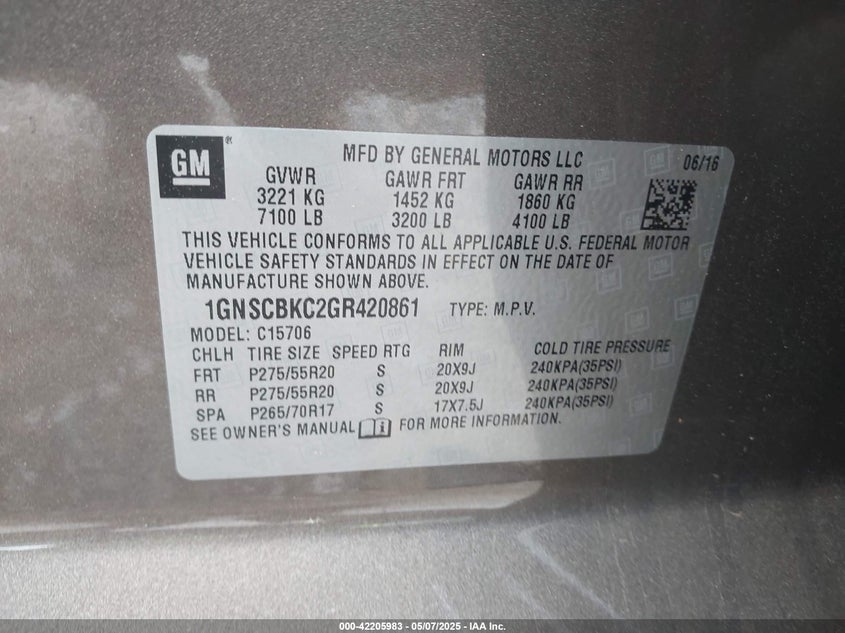 GM®
MFD BY GENERAL MOTORS LLC 06/16
GVWR GAWR FRT GAWR RR
3221 KG 1452 KG 1860 KG
7100 LB 3200 LB 4100 LB
THIS VEHICLE CONFORMS TO ALL APPLICABLE U.S. FEDERAL MOTOR
VEHICLE SAFETY STANDARDS IN EFFECT ON THE DATE OF
MANUFACTURE SHOWN ABOVE.
1GNSCBKC2GR420861 TYPE: M.P.V.
MODEL: C15706
CHLH TIRE SIZE SPEED RTG RIM COLD TIRE PRESSURE
FRT P275/55R20 S 20X9J 240KPA(35PSI)
RR P275/55R20 S 20X9J 240KPA(35PSI)
SPA P265/70R17 S 17X7.5J 240KPA(35PSI)
SEE OWNER'S MANUAL FOR MORE INFORMATION.
000-42205983 - 05/07/2025 - IAA Inc.